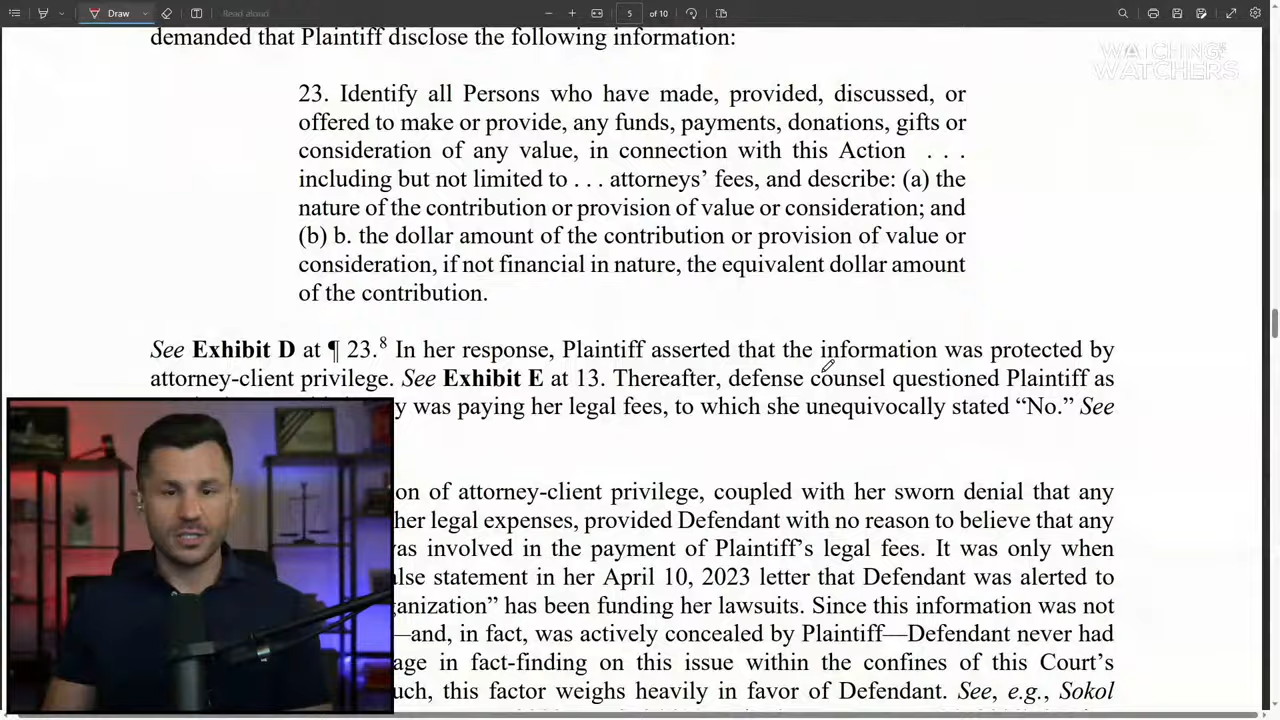 Draw
Read aloud
5
of 10
WATCHING
THE
WATCHERS
demanded that Plaintiff disclose the following information:
23. Identify all Persons who have made, provided, discussed, or
offered to make or provide, any funds, payments, donations, gifts or
consideration of any value, in connection with this Action . . .
including but not limited to . . . attorneys’ fees, and describe: (a) the
nature of the contribution or provision of value or consideration; and
(b) b. the dollar amount of the contribution or provision of value or
consideration, if not financial in nature, the equivalent dollar amount
of the contribution.
See Exhibit D at ¶ 23.8 In her response, Plaintiff asserted that the information was protected by
attorney-client privilege. See Exhibit E at 13. Thereafter, defense counsel questioned Plaintiff as
y was paying her legal fees, to which she unequivocally stated “No.” See
on of attorney-client privilege, coupled with her sworn denial that any
her legal expenses, provided Defendant with no reason to believe that any
was involved in the payment of Plaintiff’s legal fees. It was only when
alse statement in her April 10, 2023 letter that Defendant was alerted to
ganization” has been funding her lawsuits. Since this information was not
—and, in fact, was actively concealed by Plaintiff—Defendant never had
age in fact-finding on this issue within the confines of this Court’s
uch, this factor weighs heavily in favor of Defendant. See, e.g., Sokol